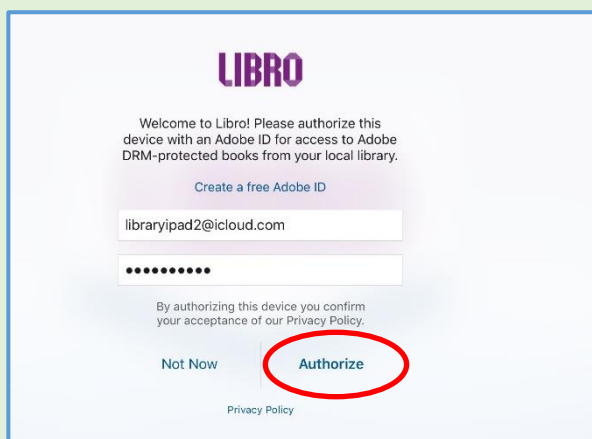 LIBRO
Welcome to Libro! Please authorize this
device with an Adobe ID for access to Adobe
DRM-protected books from your local library.
Create a free Adobe ID
libraryipad2@icloud.com
••••••••••
By authorizing this device you confirm
your acceptance of our Privacy Policy.
Not Now Authorize
Privacy Policy